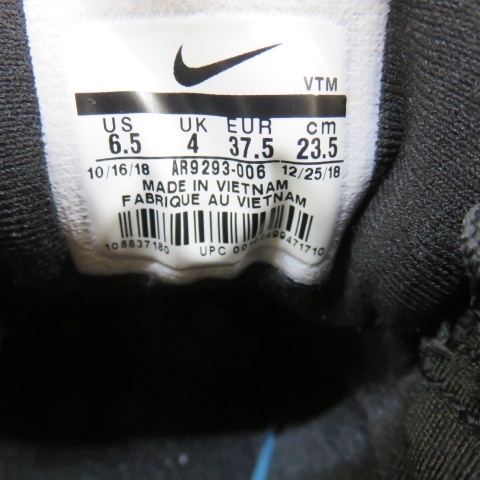 VTM
US UK EUR cm
6.5 4 37.5 23.5
10/16/18 AR9293-006 12/25/18
MADE IN VIETNAM
FABRIQUE AU VIETNAM
108837180 UPC